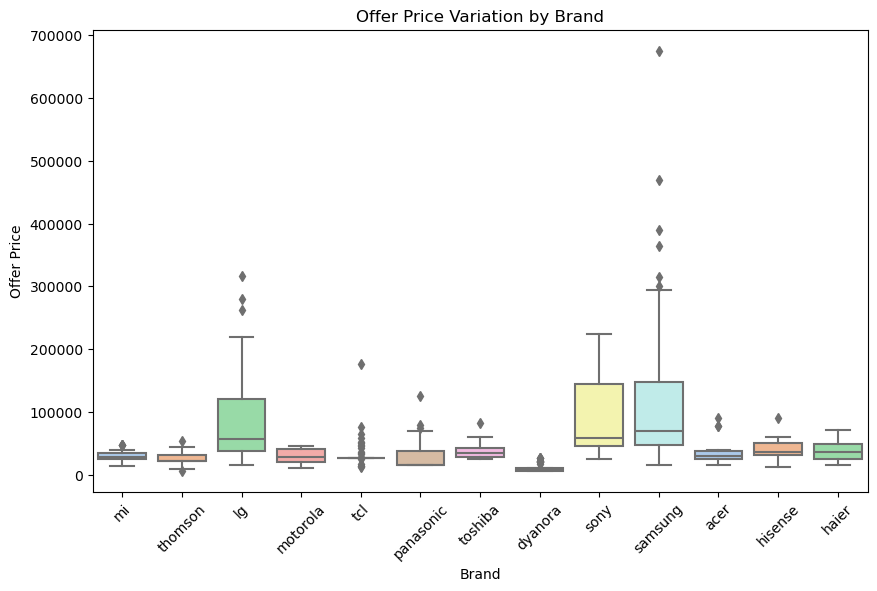 Offer Price Variation by Brand
Offer Price
700000
600000
500000
400000
300000
200000
100000
0
mi
thomson
lg
motorola
tcl
panasonic
toshiba
dyanora
sony
samsung
acer
hisense
haier
Brand